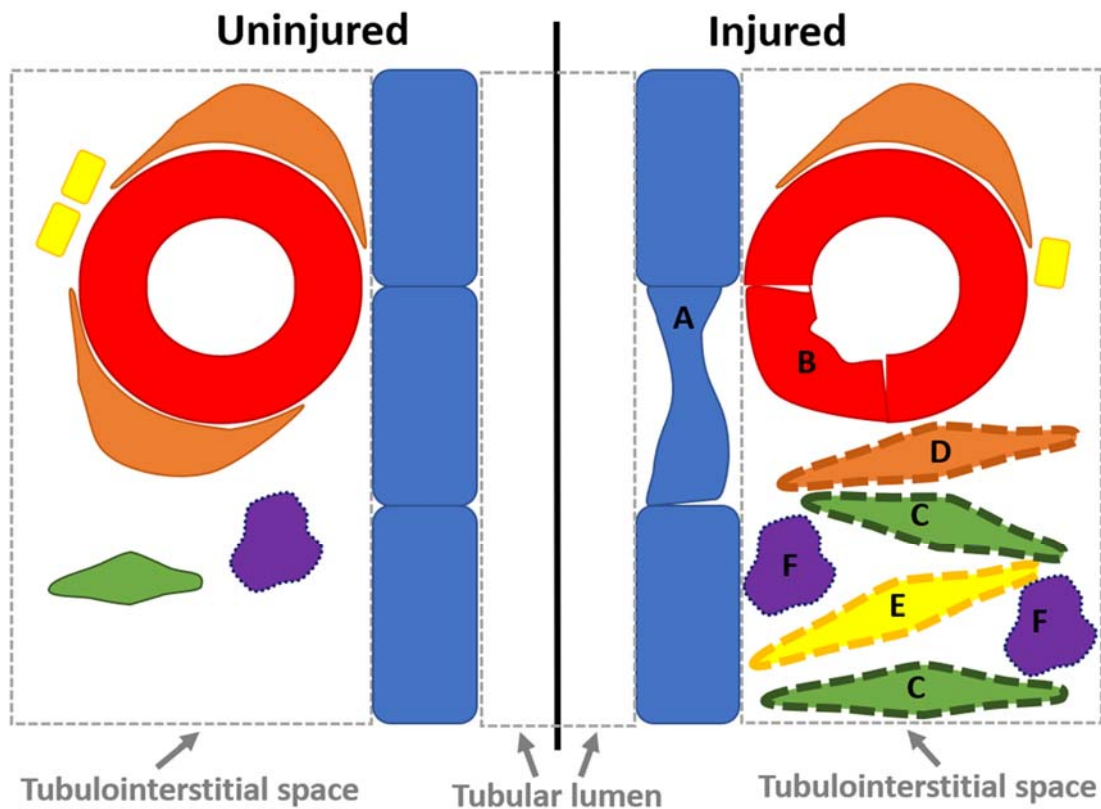 Uninjured
Injured
A
B
D
C
F
E
F
C
Tubulointerstitial space
Tubular lumen
Tubulointerstitial space